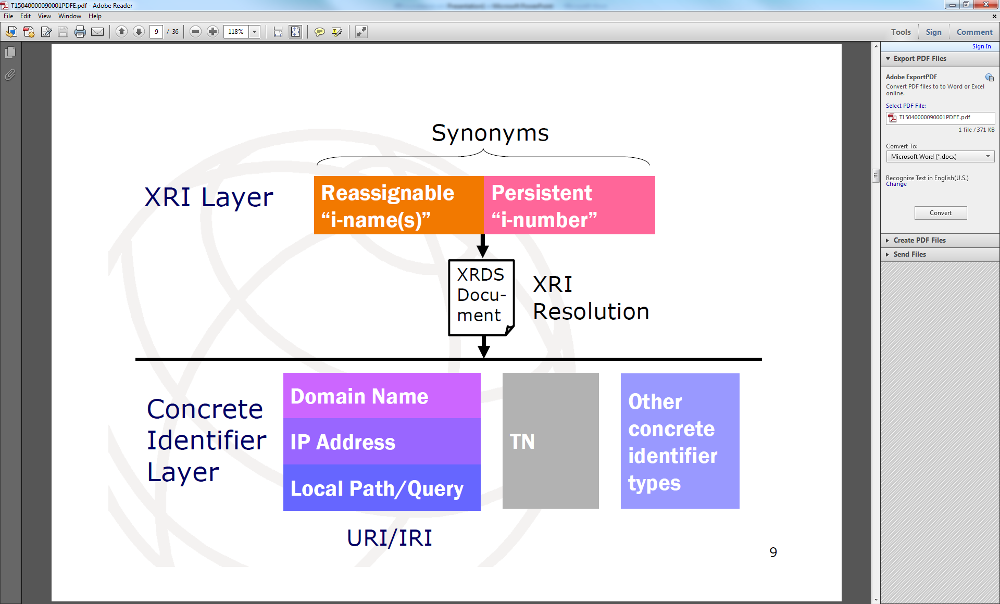 T15040000090001PDFE.pdf - Adobe Reader
File Edit View Window Help
9 / 36 118% Tools Sign Comment
Sign In
Export PDF Files
Adobe ExportPDF
Convert PDF files to to Word or Excel
online.
Select PDF File:
T15040000090001PDFE.pdf
1 file / 371 KB
Convert To:
Microsoft Word (*.docx)
Recognize Text in English(U.S.)
Change
Convert
Create PDF Files
Send Files
Synonyms
XRI Layer
Reassignable
“i-name(s)”
Persistent
“i-number”
XRDS
Docu-
ment
XRI
Resolution
Concrete
Identifier
Layer
Domain Name
IP Address
Local Path/Query
TN
Other
concrete
identifier
types
URI/IRI
9